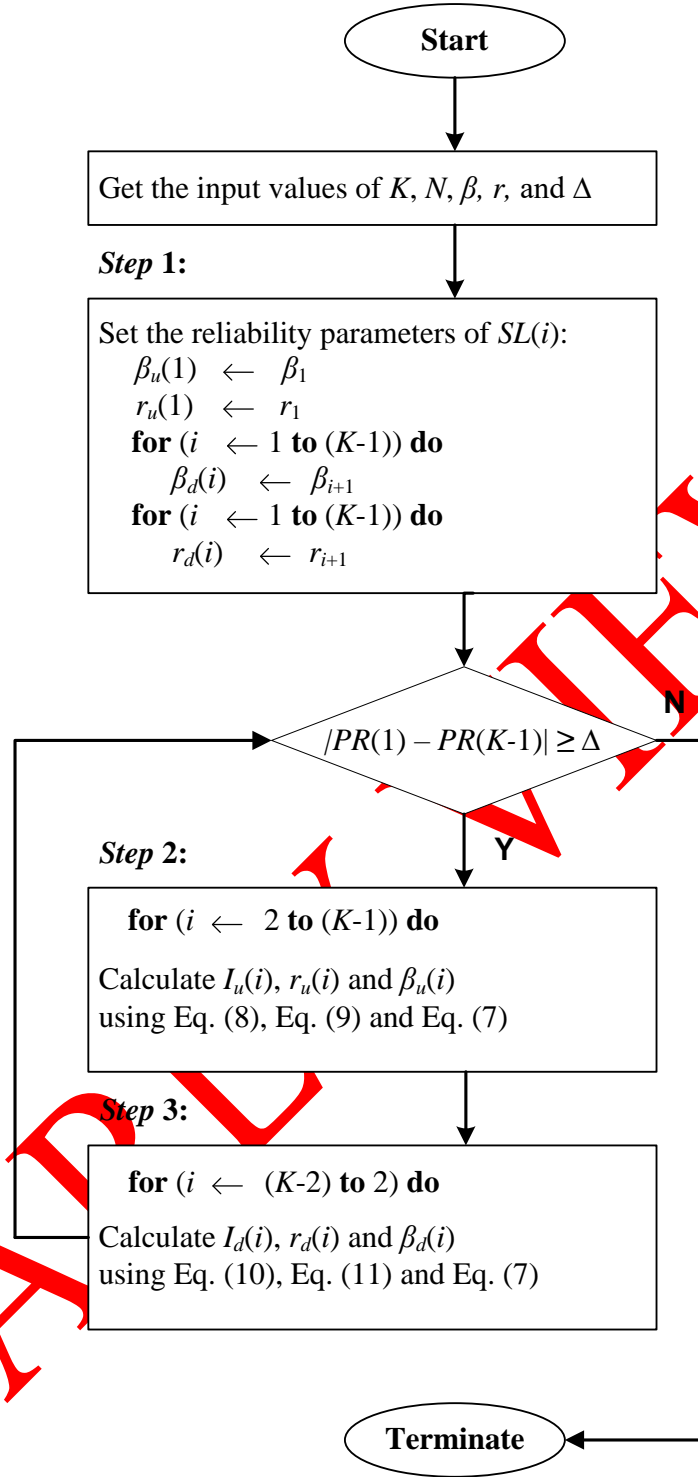 Start
Get the input values of K, N, β, r, and Δ
Step 1:
Set the reliability parameters of SL(i):
βu(1) ← β1
ru(1) ← r1
for (i ← 1 to (K-1)) do
βd(i) ← βi+1
for (i ← 1 to (K-1)) do
rd(i) ← ri+1
|PR(1) – PR(K-1)| ≥ Δ
N
Y
Step 2:
for (i ← 2 to (K-1)) do
Calculate Iu(i), ru(i) and βu(i)
using Eq. (8), Eq. (9) and Eq. (7)
Step 3:
for (i ← (K-2) to 2) do
Calculate Id(i), rd(i) and βd(i)
using Eq. (10), Eq. (11) and Eq. (7)
Terminate